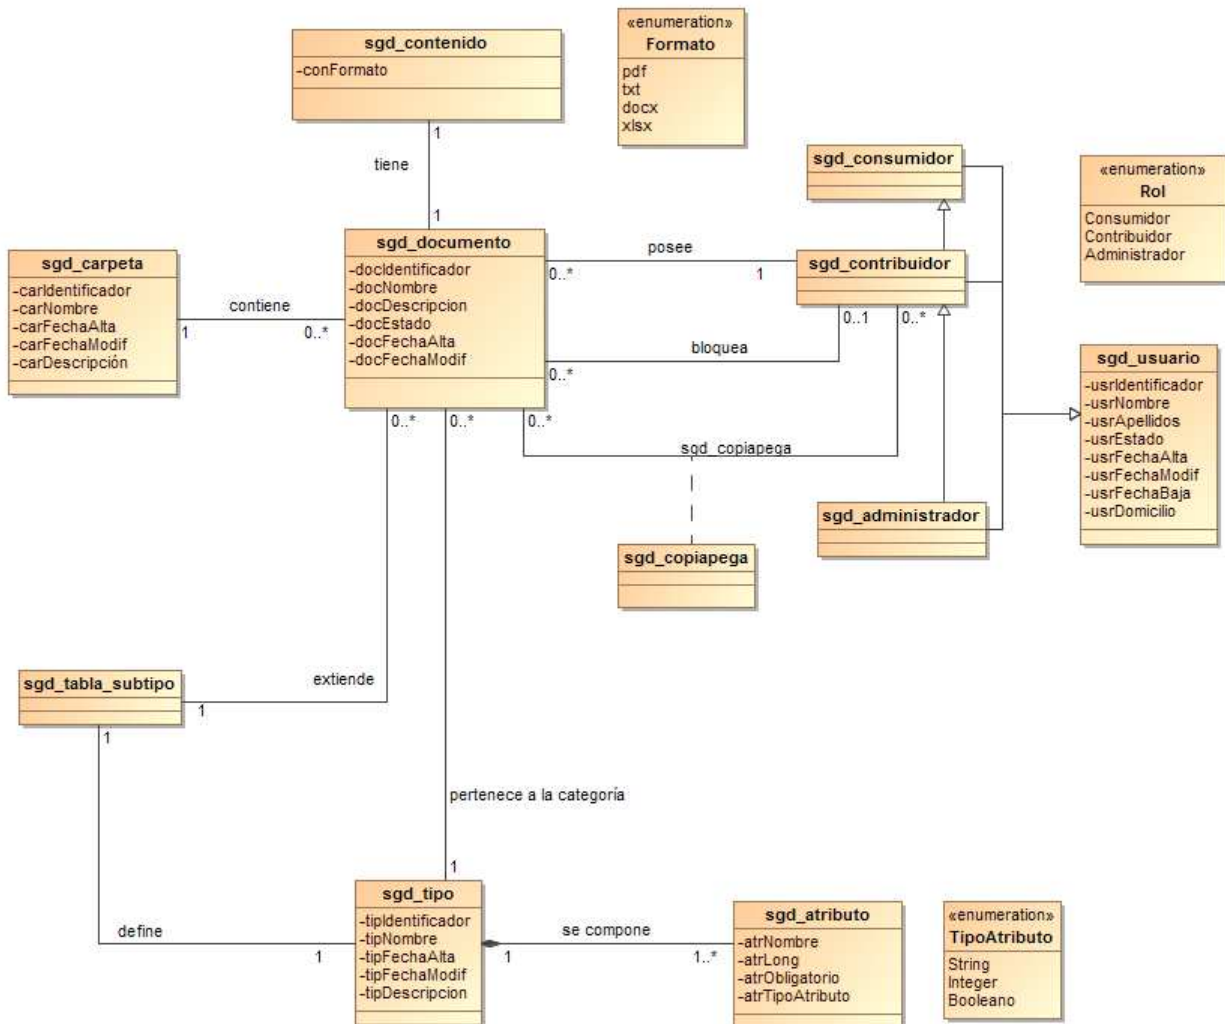 sgd_contenido
-conFormato
«enumeration»
Formato
pdf
txt
docx
xlsx
1
tiene
1
sgd_consumidor
«enumeration»
Rol
Consumidor
Contribuidor
Administrador
sgd_carpeta
-carIdentificador
-carNombre
-carFechaAlta
-carFechaModif
-carDescripción
contiene
1
0..*
sgd_documento
-docIdentificador
-docNombre
-docDescripcion
-docEstado
-docFechaAlta
-docFechaModif
posee
0..*
1
sgd_contribuidor
0..1
0..*
bloquea
0..*
sgd_usuario
-usrIdentificador
-usrNombre
-usrApellidos
-usrEstado
-usrFechaAlta
-usrFechaModif
-usrFechaBaja
-usrDomicilio
0..*
0..*
0..*
sgd_copiapega
sgd_administrador
sgd_copiapega
sgd_tabla_subtipo
extiende
1
1
pertenece a la categoría
1
define
1
sgd_tipo
-tipIdentificador
-tipNombre
-tipFechaAlta
-tipFechaModif
-tipDescripcion
se compone
1
1..*
sgd_atributo
-atrNombre
-atrLong
-atrObligatorio
-atrTipoAtributo
«enumeration»
TipoAtributo
String
Integer
Booleano